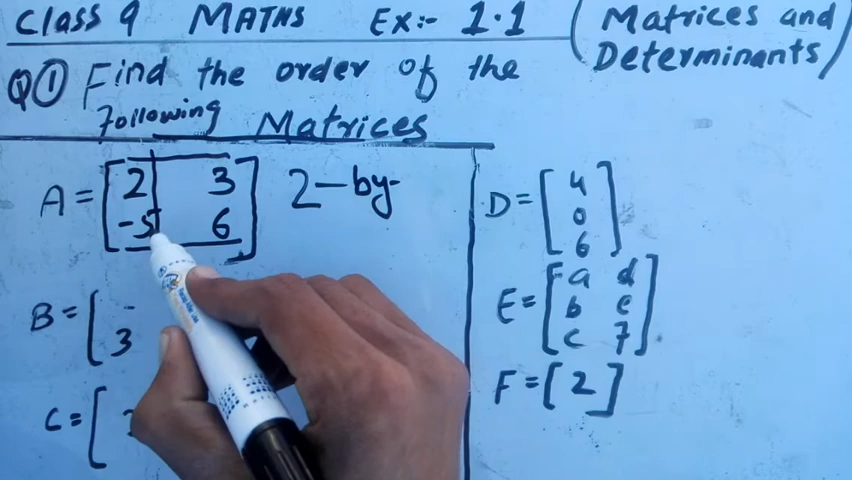 Class 9 MATHS Ex:- 1.1 (Matrices and Determinants)
Q① Find the order of the
following Matrices
A = [ 2 3
-5 6 ] 2-by-
B = [ -
3
C = [
D = [ 4
0
6 ]
E = [ a d
b e
c f ]
F = [ 2 ]